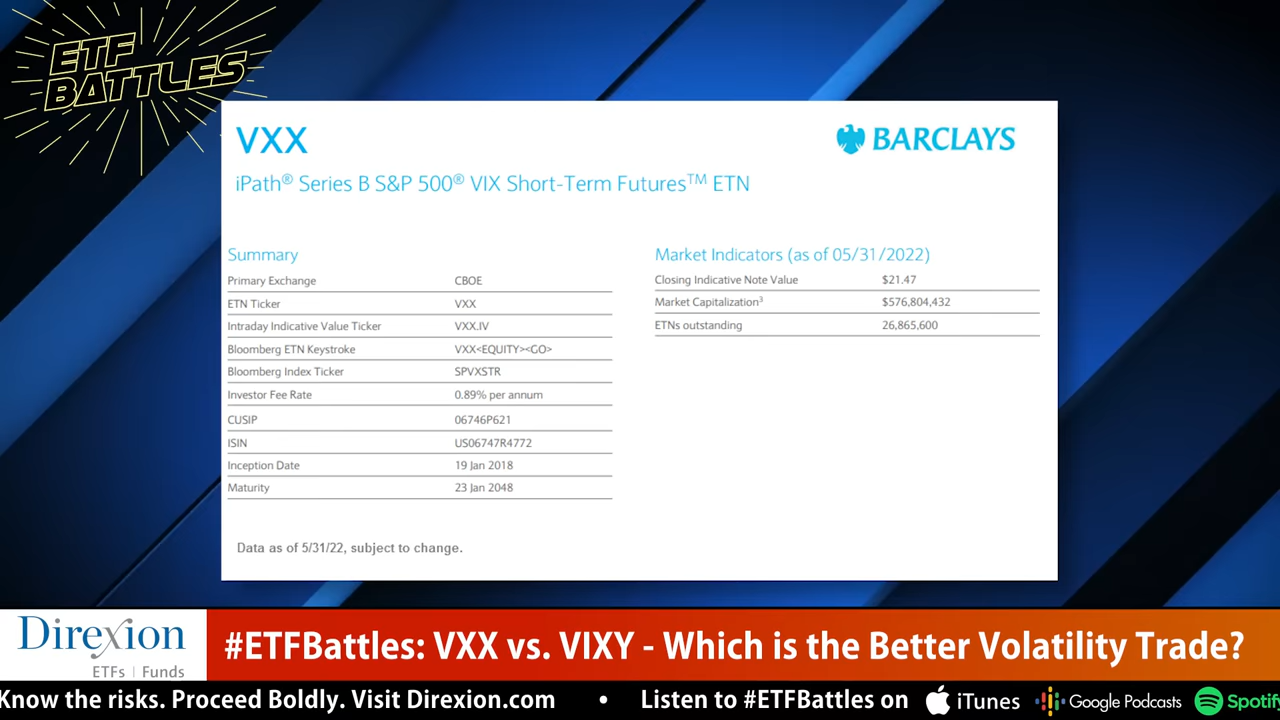 ETF
BATTLES
VXX
BARCLAYS
iPath® Series B S&P 500® VIX Short-Term Futures™ ETN
Summary
Primary Exchange CBOE
ETN Ticker VXX
Intraday Indicative Value Ticker VXX.IV
Bloomberg ETN Keystroke VXX<EQUITY><GO>
Bloomberg Index Ticker SPVXSTR
Investor Fee Rate 0.89% per annum
CUSIP 06746P621
ISIN US06747R4772
Inception Date 19 Jan 2018
Maturity 23 Jan 2048
Market Indicators (as of 05/31/2022)
Closing Indicative Note Value $21.47
Market Capitalization³ $576,804,432
ETNs outstanding 26,865,600
Data as of 5/31/22, subject to change.
Direxion
ETFs | Funds
#ETFBattles: VXX vs. VIXY - Which is the Better Volatility Trade?
Know the risks. Proceed Boldly. Visit Direxion.com • Listen to #ETFBattles on iTunes Google Podcasts Spotify